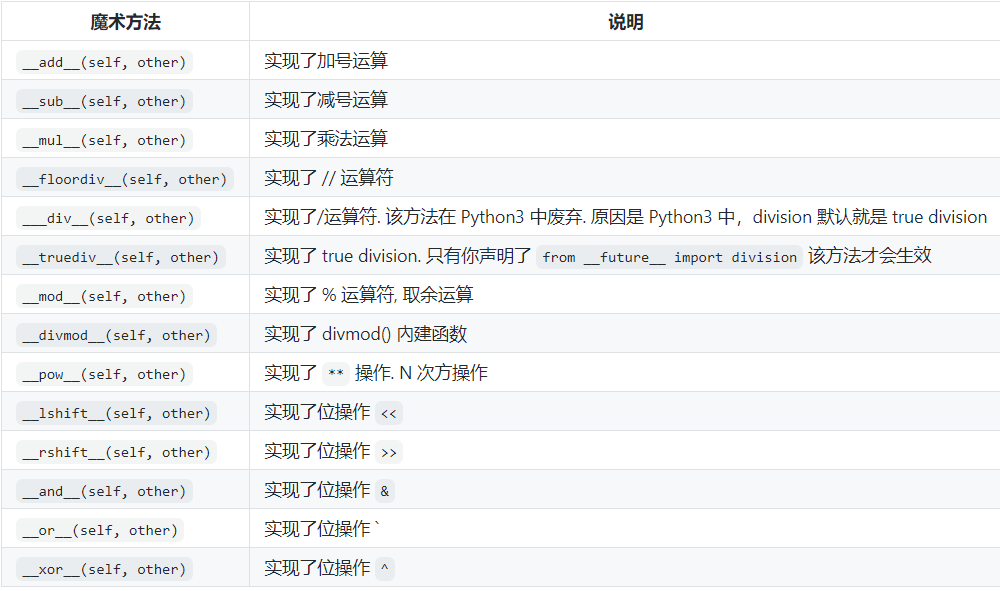 魔术方法 说明
__add__(self, other) 实现了加号运算
__sub__(self, other) 实现了减号运算
__mul__(self, other) 实现了乘法运算
__floordiv__(self, other) 实现了 // 运算符
___div__(self, other) 实现了/运算符. 该方法在 Python3 中废弃. 原因是 Python3 中，division 默认就是 true division
__truediv__(self, other) 实现了 true division. 只有你声明了 from __future__ import division 该方法才会生效
__mod__(self, other) 实现了 % 运算符, 取余运算
__divmod__(self, other) 实现了 divmod() 內建函数
__pow__(self, other) 实现了 ** 操作. N 次方操作
__lshift__(self, other) 实现了位操作 <<
__rshift__(self, other) 实现了位操作 >>
__and__(self, other) 实现了位操作 &
__or__(self, other) 实现了位操作 `
__xor__(self, other) 实现了位操作 ^